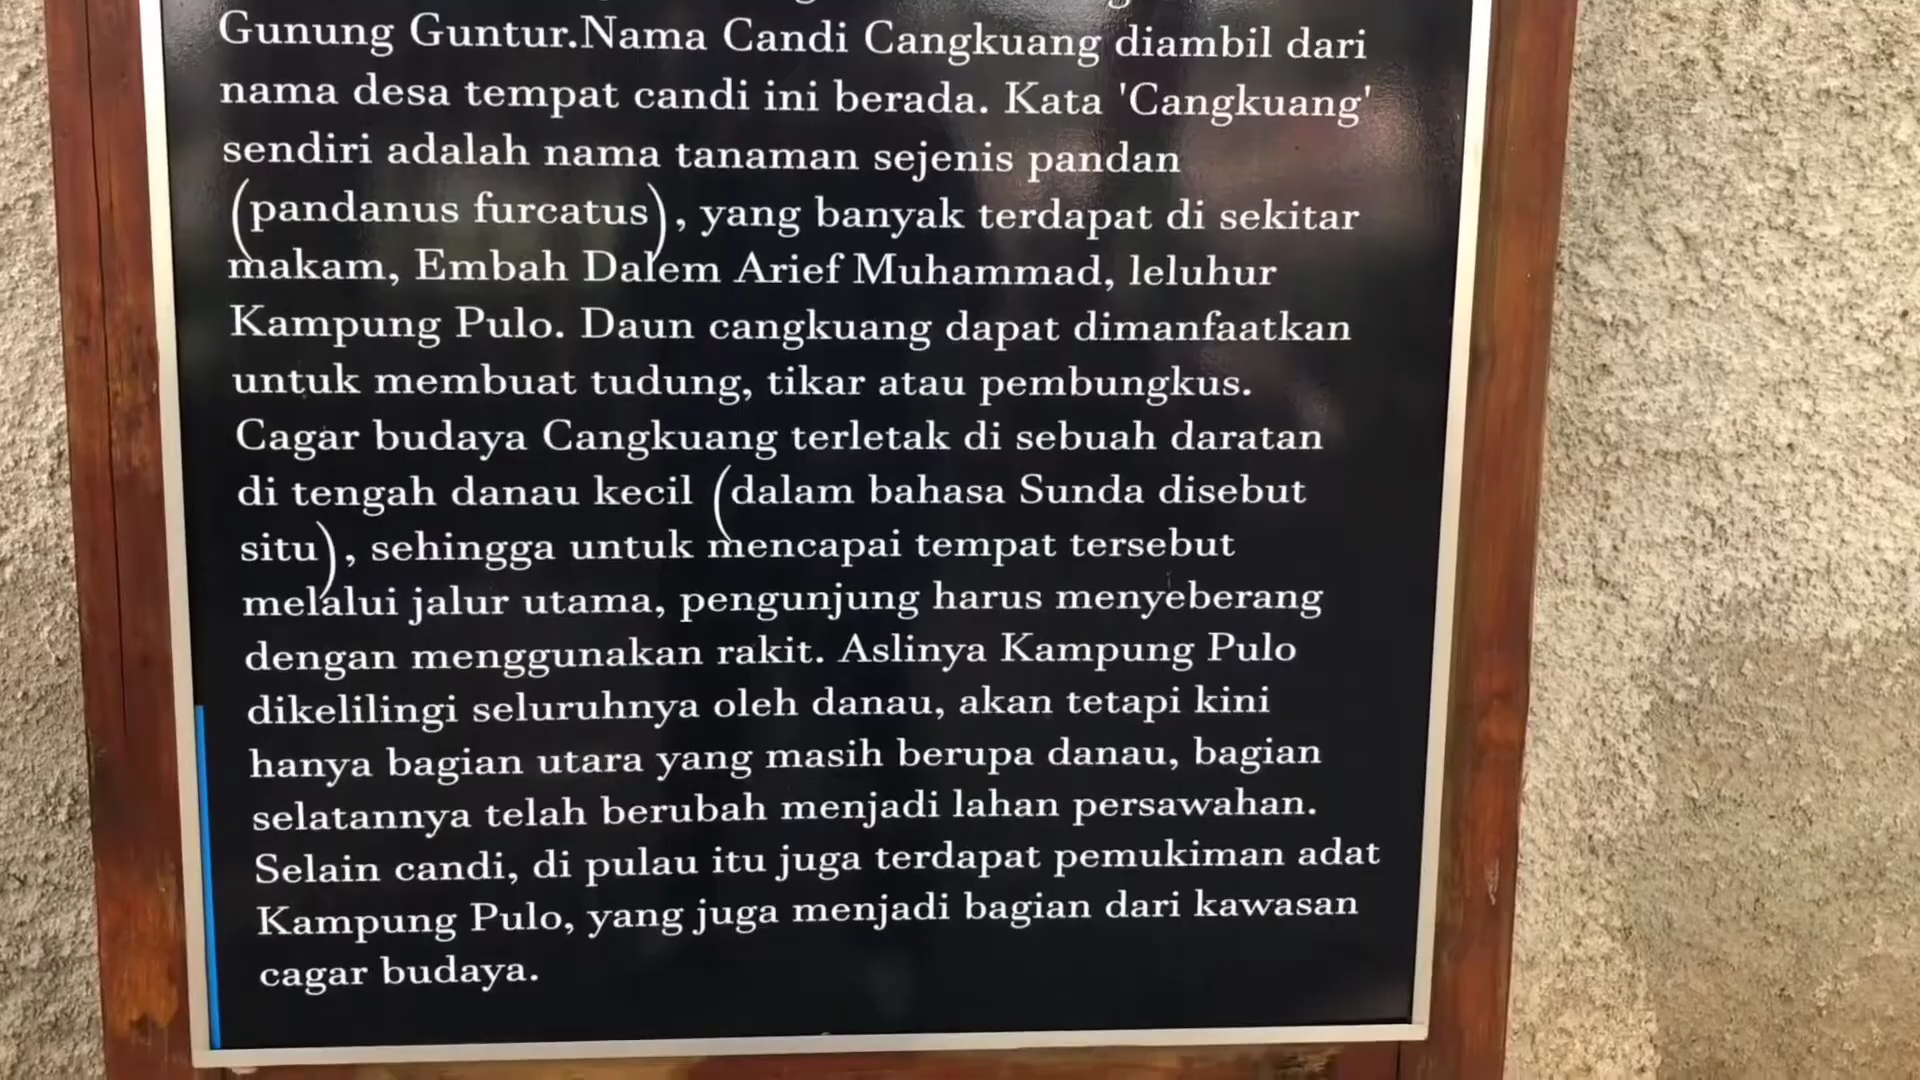 Gunung Guntur.Nama Candi Cangkuang diambil dari
nama desa tempat candi ini berada. Kata 'Cangkuang'
sendiri adalah nama tanaman sejenis pandan
(pandanus furcatus), yang banyak terdapat di sekitar
makam, Embah Dalem Arief Muhammad, leluhur
Kampung Pulo. Daun cangkuang dapat dimanfaatkan
untuk membuat tudung, tikar atau pembungkus.
Cagar budaya Cangkuang terletak di sebuah daratan
di tengah danau kecil (dalam bahasa Sunda disebut
situ), sehingga untuk mencapai tempat tersebut
melalui jalur utama, pengunjung harus menyeberang
dengan menggunakan rakit. Aslinya Kampung Pulo
dikelilingi seluruhnya oleh danau, akan tetapi kini
hanya bagian utara yang masih berupa danau, bagian
selatannya telah berubah menjadi lahan persawahan.
Selain candi, di pulau itu juga terdapat pemukiman adat
Kampung Pulo, yang juga menjadi bagian dari kawasan
cagar budaya.